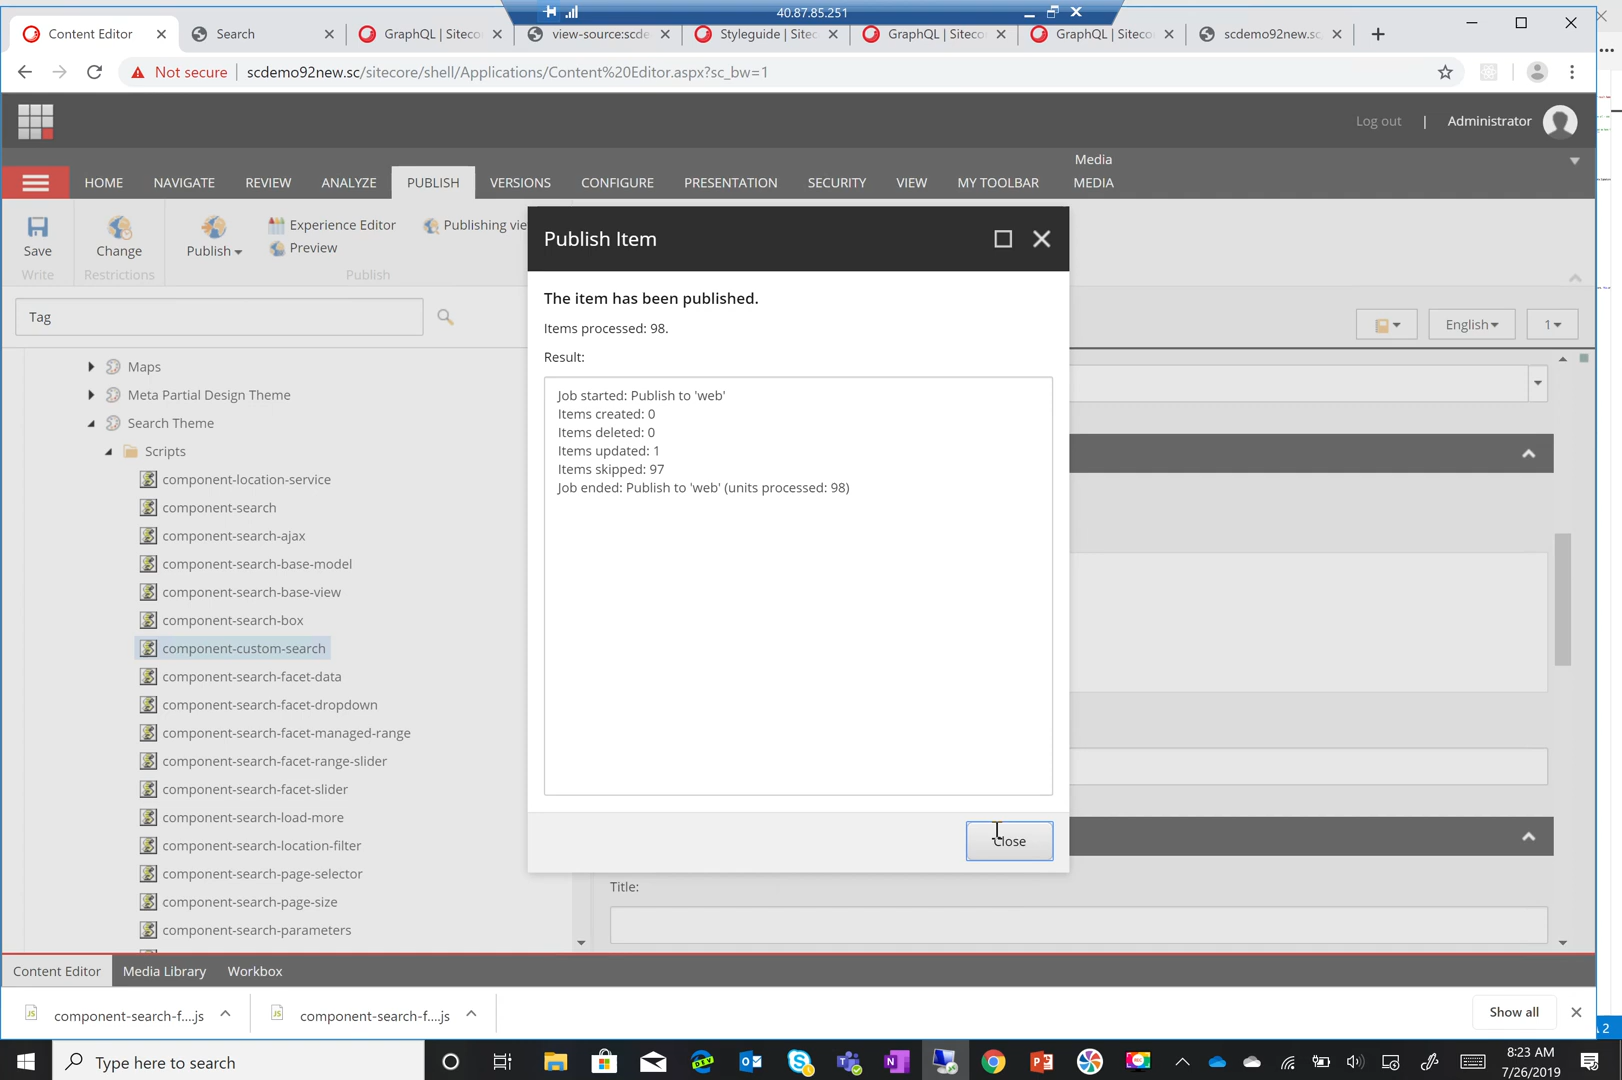 40.87.85.251
Content Editor
Search
GraphQL | Siteco
view-source:scde
Styleguide | Sitec
GraphQL | Siteco
GraphQL | Siteco
scdemo92new.sc
Not secure
scdemo92new.sc/sitecore/shell/Applications/Content%20Editor.aspx?sc_bw=1
Log out
|
Administrator
Media
HOME
NAVIGATE
REVIEW
ANALYZE
PUBLISH
VERSIONS
CONFIGURE
PRESENTATION
SECURITY
VIEW
MY TOOLBAR
MEDIA
Save
Write
Change
Restrictions
Publish
Experience Editor
Preview
Publishing vie
Publish
Tag
English
1
Maps
Meta Partial Design Theme
Search Theme
Scripts
component-location-service
component-search
component-search-ajax
component-search-base-model
component-search-base-view
component-search-box
component-custom-search
component-search-facet-data
component-search-facet-dropdown
component-search-facet-managed-range
component-search-facet-range-slider
component-search-facet-slider
component-search-load-more
component-search-location-filter
component-search-page-selector
component-search-page-size
component-search-parameters
Publish Item
The item has been published.
Items processed: 98.
Result:
Job started: Publish to 'web'
Items created: 0
Items deleted: 0
Items updated: 1
Items skipped: 97
Job ended: Publish to 'web' (units processed: 98)
Close
Title:
Content Editor
Media Library
Workbox
component-search-f....js
component-search-f....js
Show all
2
Type here to search
8:23 AM
7/26/2019